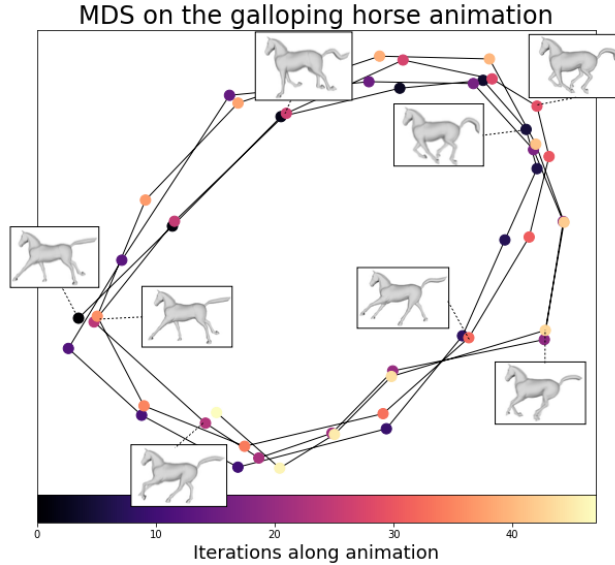 MDS on the galloping horse animation
0 10 20 30 40
Iterations along animation